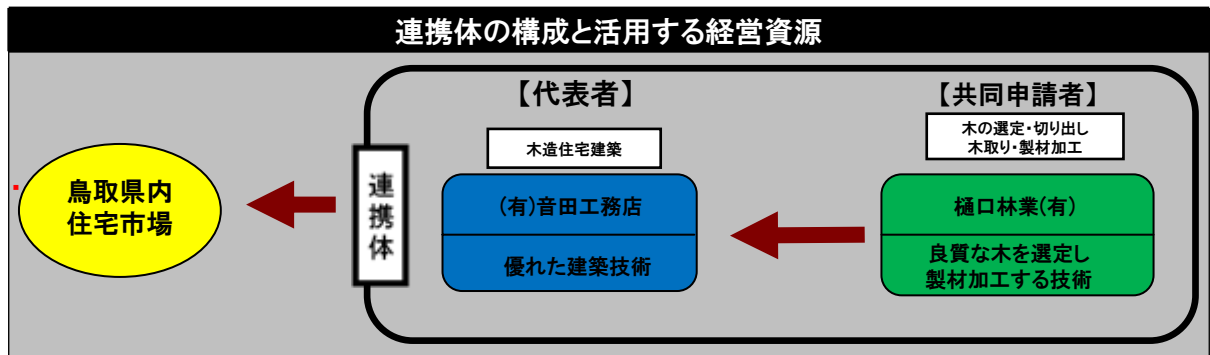 連携体の構成と活用する経営資源
【代表者】
【共同申請者】
木造住宅建築
木の選定・切り出し
木取り・製材加工
鳥取県内
住宅市場
連携体
(有)音田工務店
優れた建築技術
樋口林業(有)
良質な木を選定し
製材加工する技術